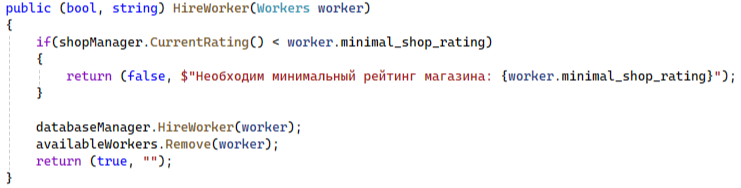 public (bool, string) HireWorker(Workers worker)
{
    if(shopManager.CurrentRating() < worker.minimal_shop_rating)
    {
        return (false, $"Необходим минимальный рейтинг магазина: {worker.minimal_shop_rating}");
    }

    databaseManager.HireWorker(worker);
    availableWorkers.Remove(worker);
    return (true, "");
}